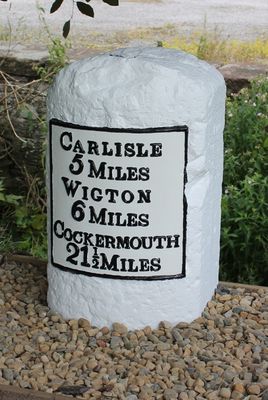 CARLISLE
5 MILES
WIGTON
6 MILES
COCKERMOUTH
21½ MILES